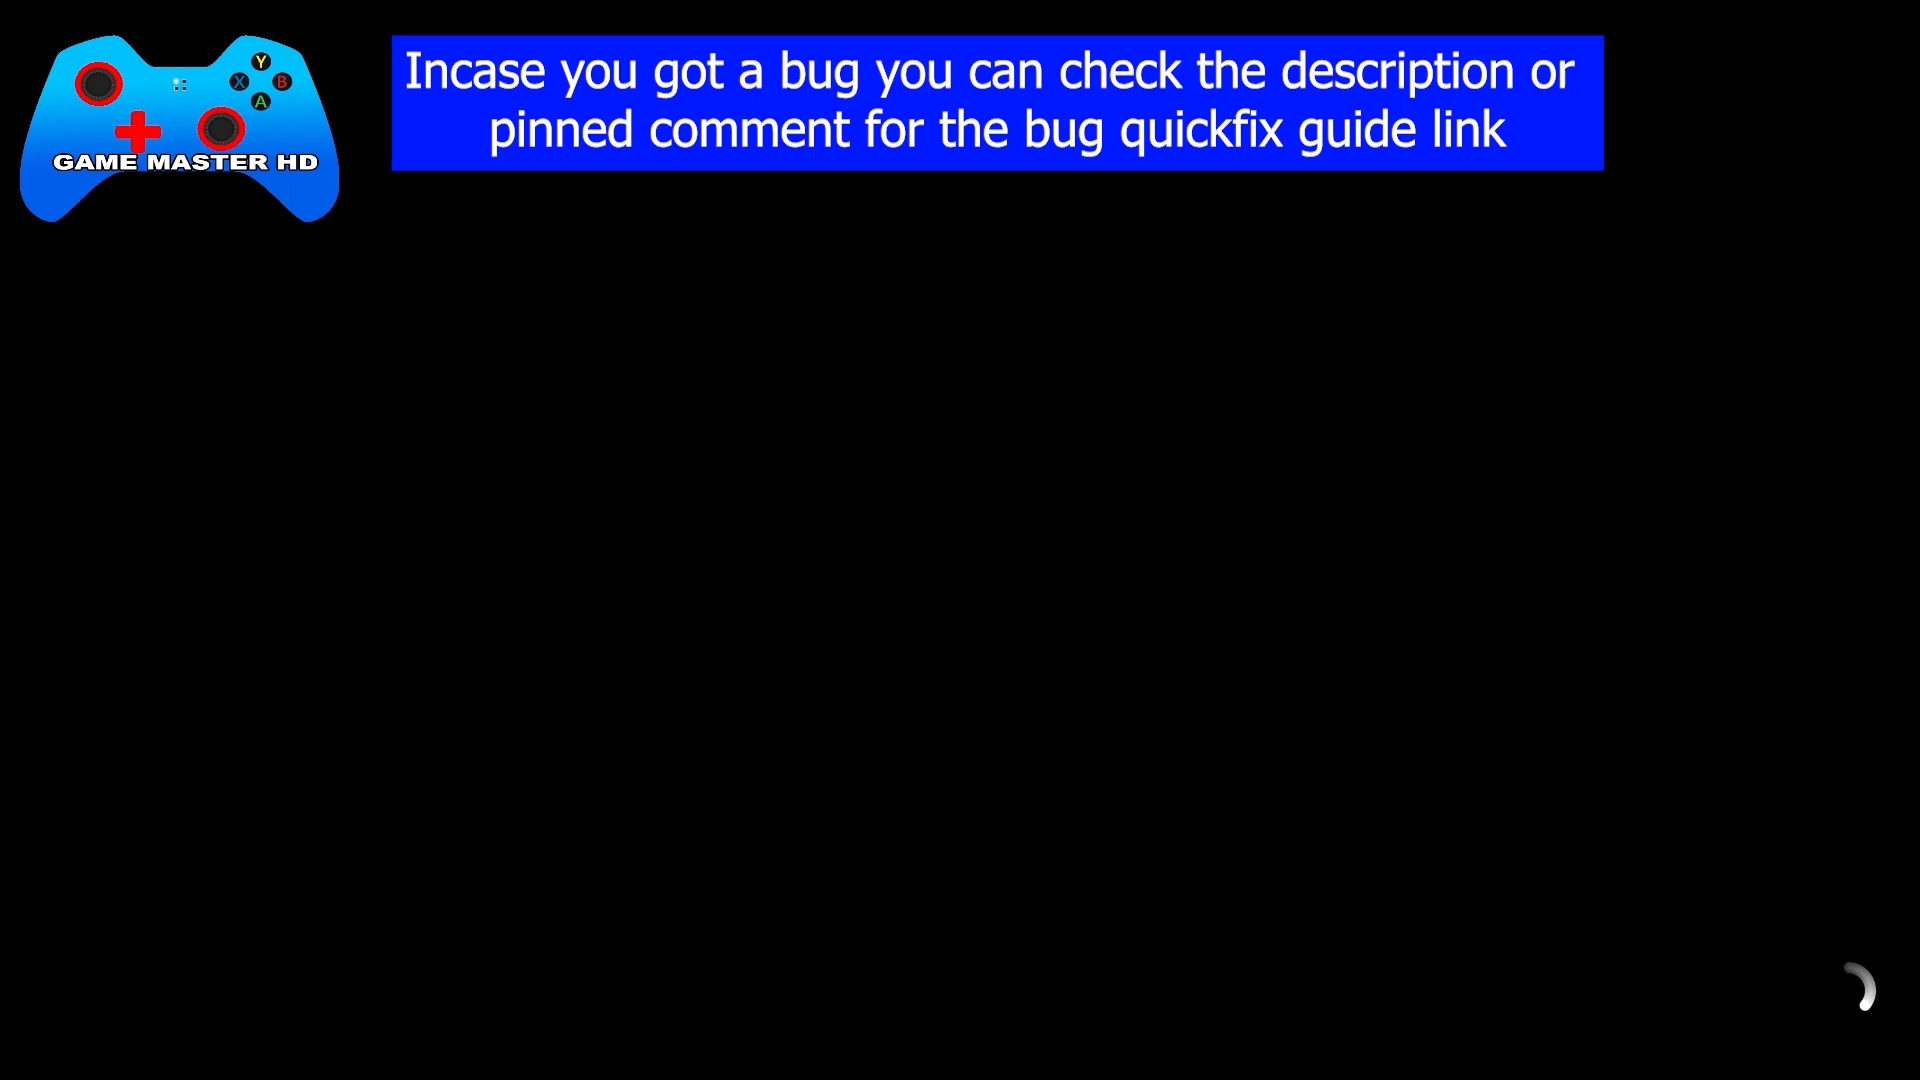 Y
X B
A
GAME MASTER HD
Incase you got a bug you can check the description or
pinned comment for the bug quickfix guide link